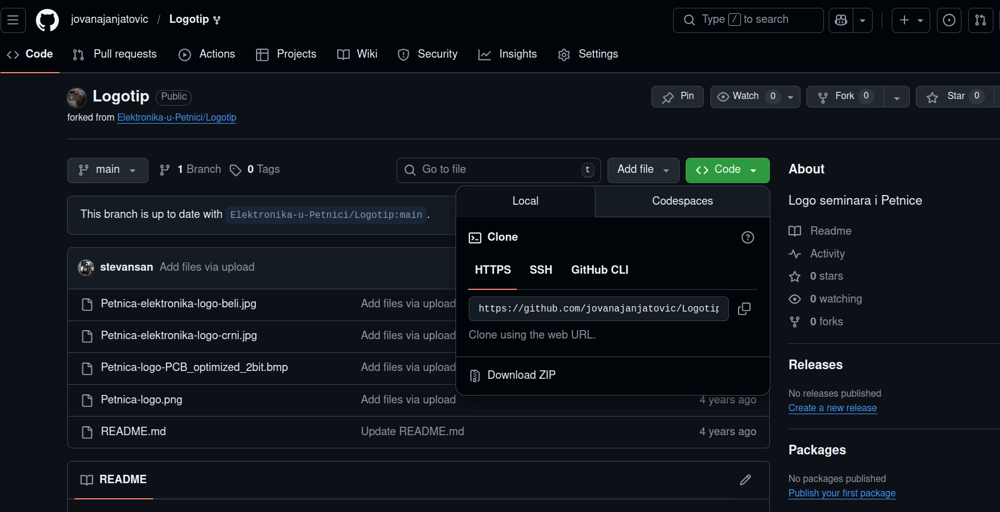 jovanajanjatovic / Logotip
Type / to search
Code Pull requests Actions Projects Wiki Security Insights Settings
Logotip Public
Pin Watch 0 Fork 0 Star 0
forked from Elektronika-u-Petnici/Logotip
main 1 Branch 0 Tags
Go to file t Add file Code
About
Logo seminara i Petnice
This branch is up to date with Elektronika-u-Petnici/Logotip:main .
Local Codespaces
Clone
HTTPS SSH GitHub CLI
https://github.com/jovanajanjatovic/Logotip
Clone using the web URL.
Download ZIP
stevansan Add files via upload
Petnica-elektronika-logo-beli.jpg Add files via upload
Petnica-elektronika-logo-crni.jpg Add files via upload
Petnica-logo-PCB_optimized_2bit.bmp Add files via upload
Petnica-logo.png Add files via upload 4 years ago
README.md Update README.md 4 years ago
README
Readme
Activity
0 stars
0 watching
0 forks
Releases
No releases published
Create a new release
Packages
No packages published
Publish your first package